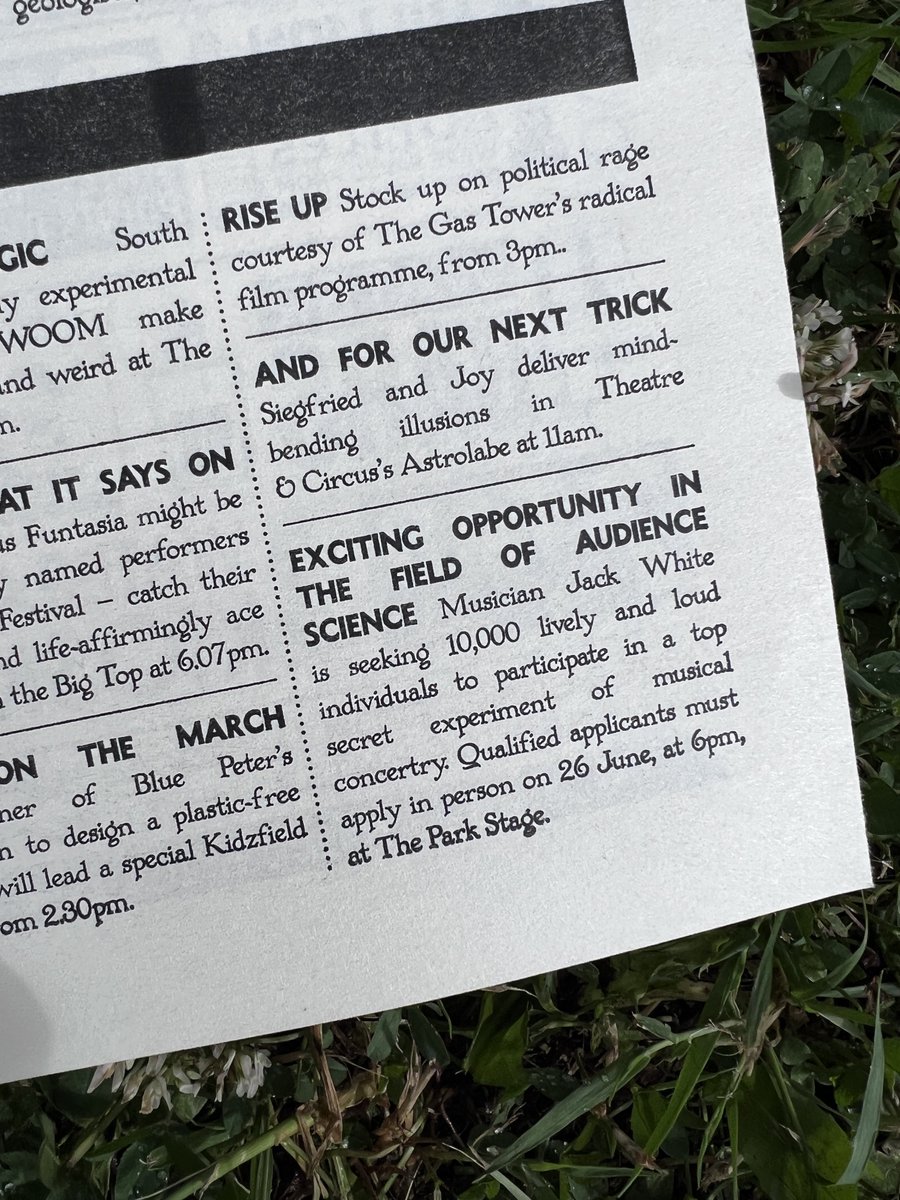 South
experimental
WOOM make
weird at The
AT IT SAYS ON
Funtasia might be
named performers
Festival – catch their
life-affirmingly ace
the Big Top at 6.07pm.
ON THE MARCH
of Blue Peter's
to design a plastic-free
will lead a special Kidzfield
2.30pm.
RISE UP Stock up on political rage
courtesy of The Gas Tower's radical
film programme, from 3pm..
AND FOR OUR NEXT TRICK
Siegfried and Joy deliver mind-
bending illusions in Theatre
& Circus's Astrolabe at 11am.
EXCITING OPPORTUNITY IN
THE FIELD OF AUDIENCE
SCIENCE Musician Jack White
is seeking 10,000 lively and loud
individuals to participate in a top
secret experiment of musical
concertry. Qualified applicants must
apply in person on 26 June, at 6pm,
at The Park Stage.